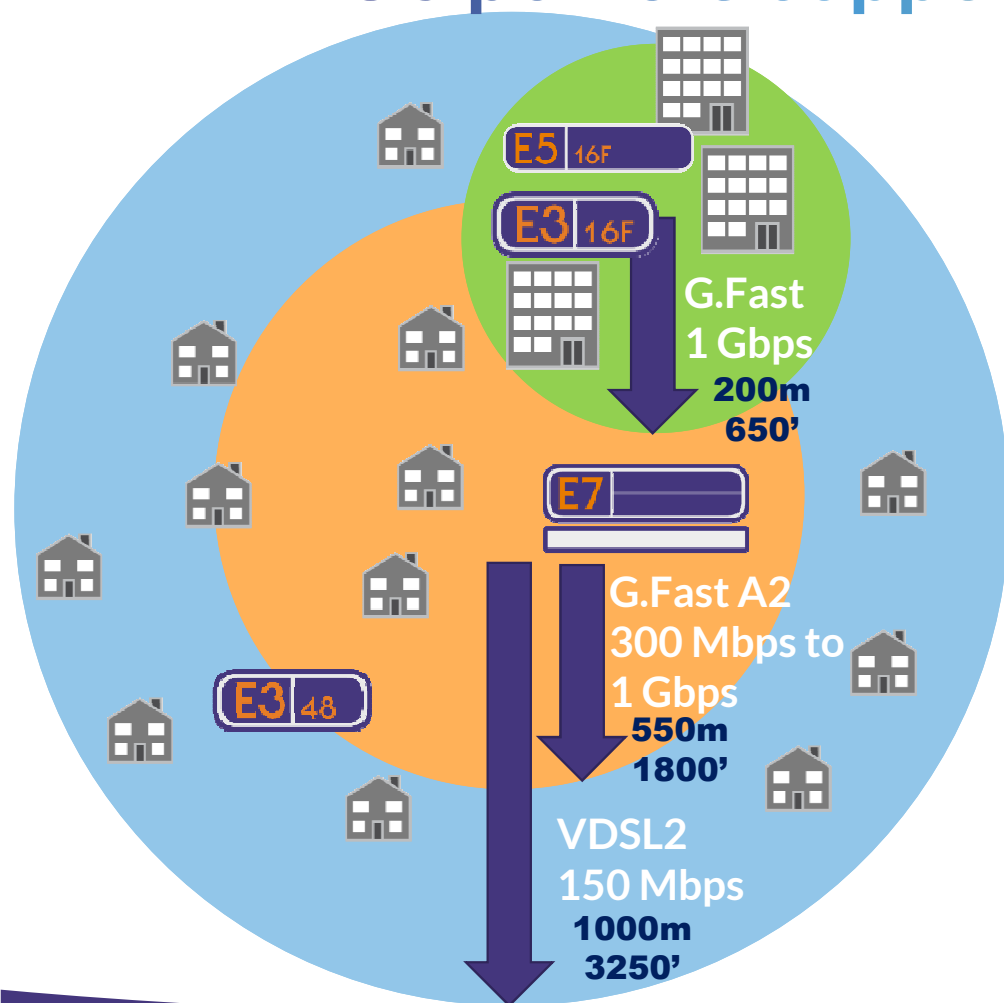 E5 16F
E3 16F
G.Fast
1 Gbps
200m
650’
E7
G.Fast A2
300 Mbps to
1 Gbps
550m
1800’
E3 48
VDSL2
150 Mbps
1000m
3250’